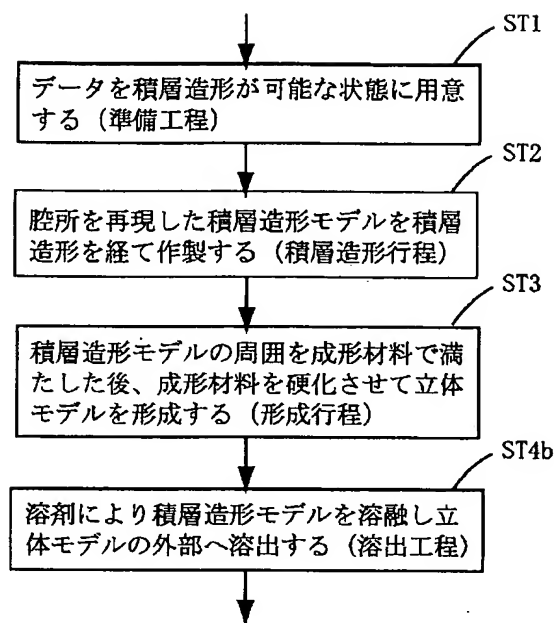 ST1
データを積層造形が可能な状態に用意
する（準備工程）
ST2
腔所を再現した積層造形モデルを積層
造形を経て作製する（積層造形行程）
ST3
積層造形モデルの周囲を成形材料で満
たした後、成形材料を硬化させて立体
モデルを形成する（形成行程）
ST4b
溶剤により積層造形モデルを溶融し立
体モデルの外部へ溶出する（溶出工程）